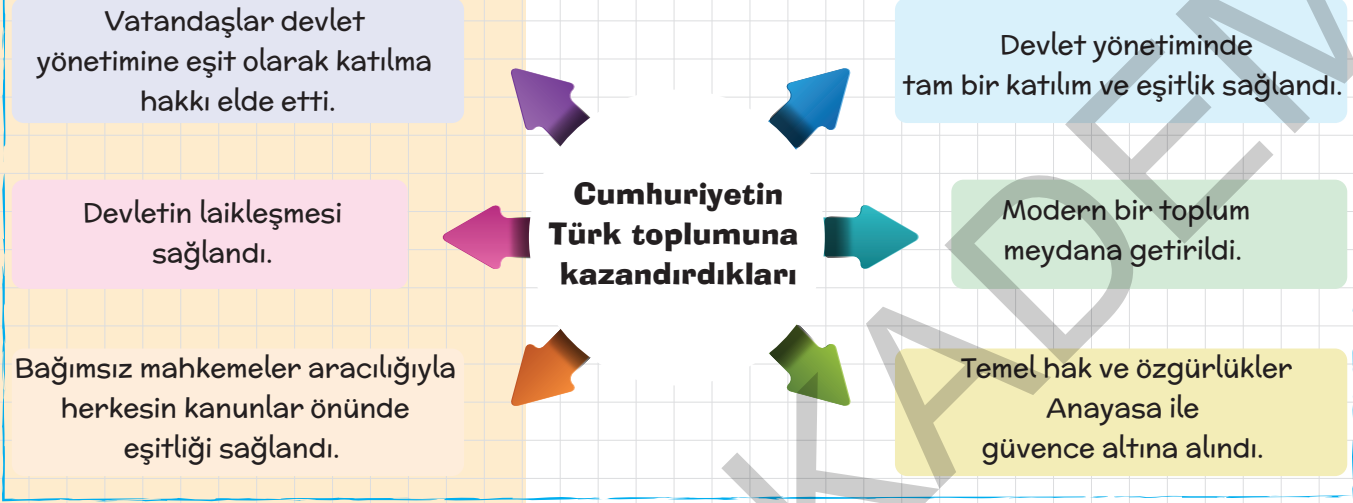 Vatandaşlar devlet
yönetimine eşit olarak katılma
hakkı elde etti.
Devlet yönetiminde
tam bir katılım ve eşitlik sağlandı.
Devletin laikleşmesi
sağlandı.
Cumhuriyetin
Türk toplumuna
kazandırdıkları
Modern bir toplum
meydana getirildi.
Bağımsız mahkemeler aracılığıyla
herkesin kanunlar önünde
eşitliği sağlandı.
Temel hak ve özgürlükler
Anayasa ile
güvence altına alındı.
KADEM